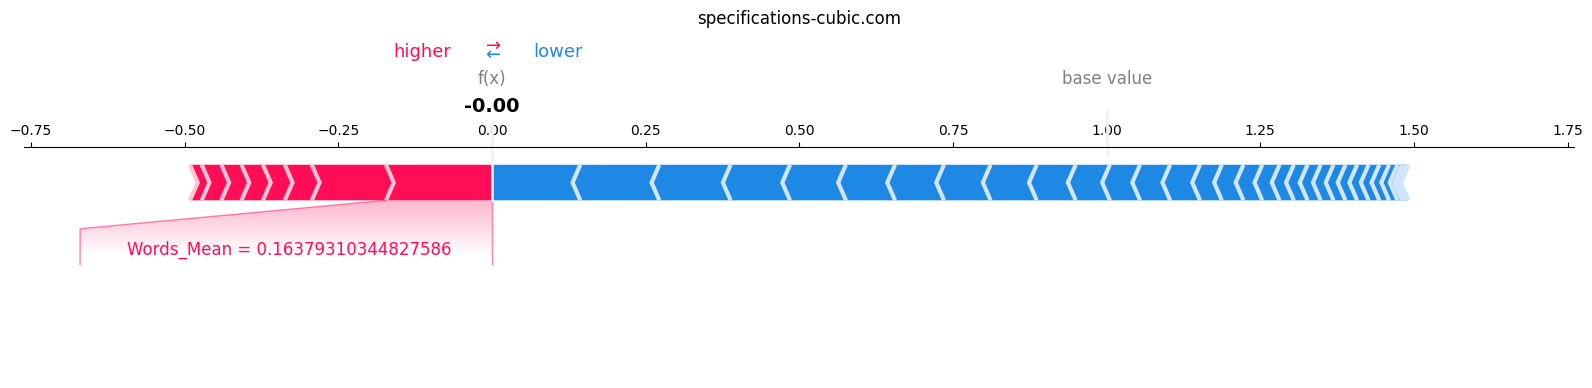 specifications-cubic.com
higher → ← lower
f(x) base value
-0.00
−0.75 −0.50 −0.25 0.00 0.25 0.50 0.75 1.00 1.25 1.50 1.75
Words_Mean = 0.16379310344827586